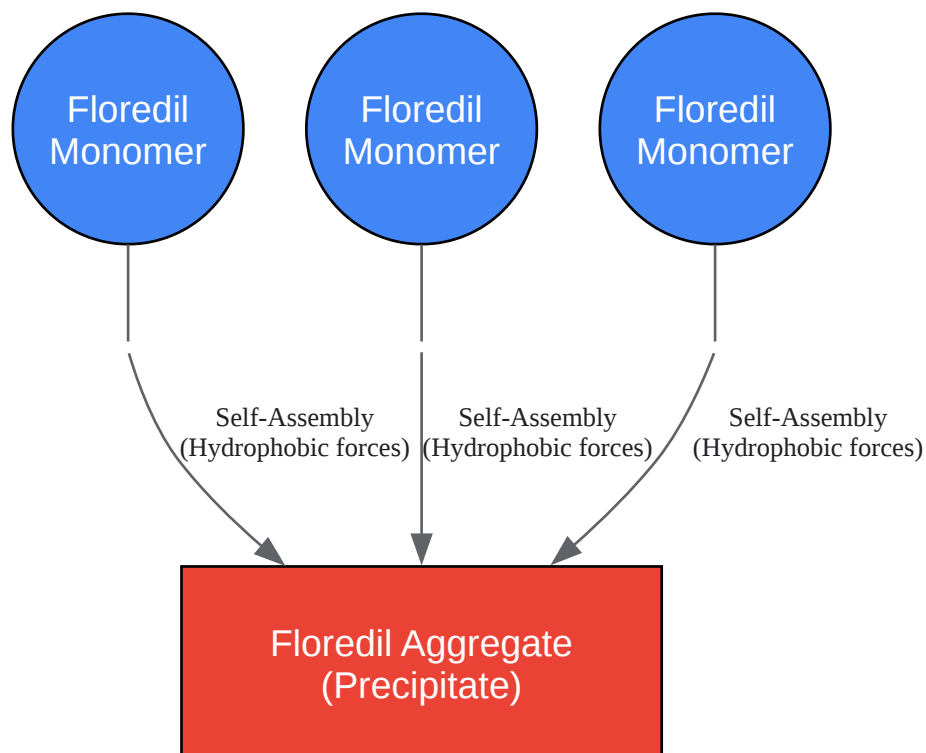 Floredil
Monomer
Floredil
Monomer
Floredil
Monomer
Self-Assembly
(Hydrophobic forces)
Self-Assembly
(Hydrophobic forces)
Self-Assembly
(Hydrophobic forces)
Floredil Aggregate
(Precipitate)